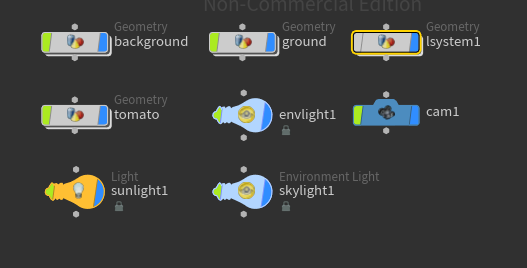 Non-Commercial Edition
Geometry
background
Geometry
ground
Geometry
lsystem1
Geometry
tomato
envlight1
cam1
Light
sunlight1
Environment Light
skylight1